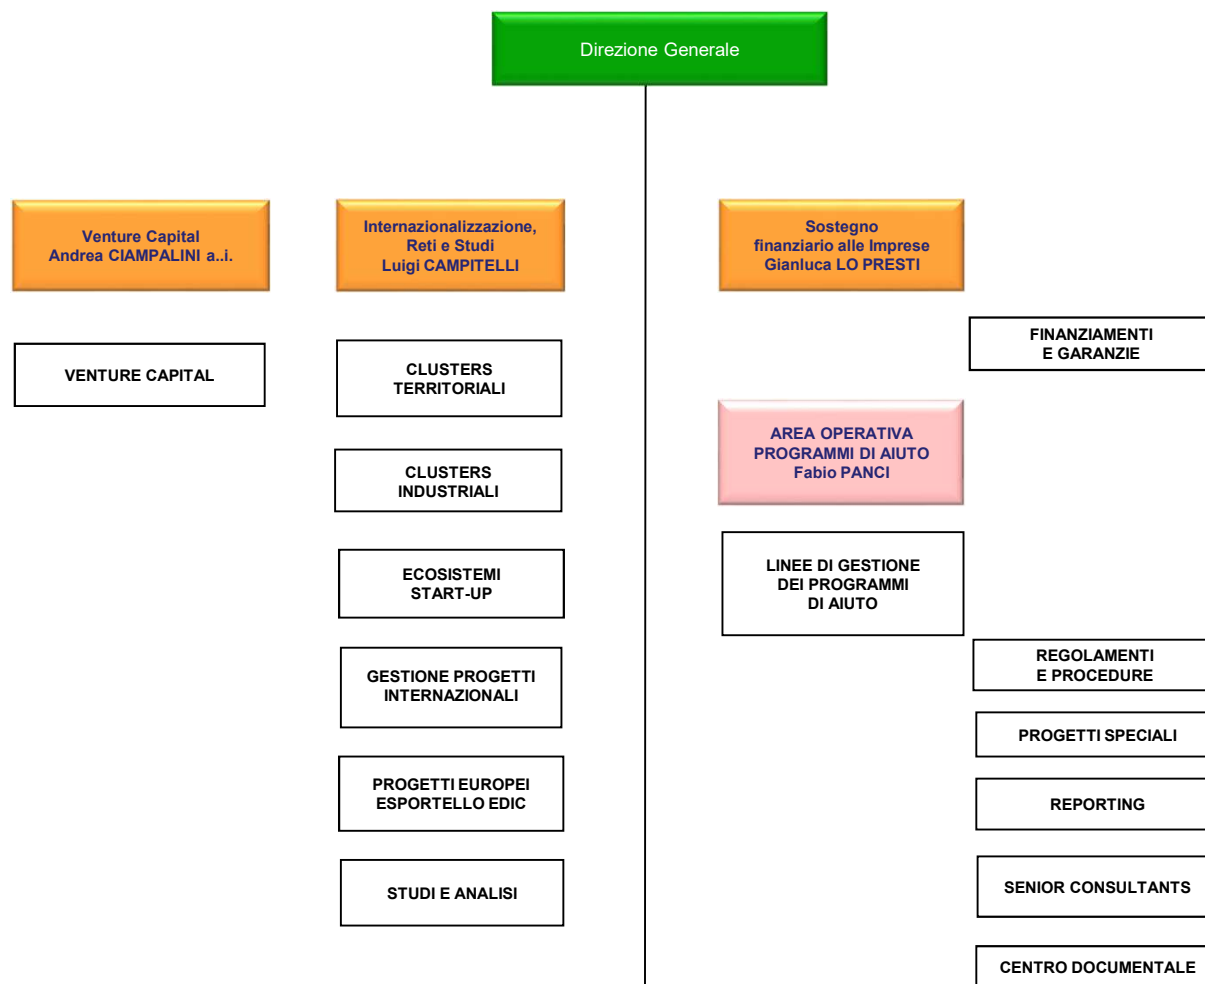 Direzione Generale
Venture Capital
Andrea CIAMPALINI a..i.
Internazionalizzazione,
Reti e Studi
Luigi CAMPITELLI
Sostegno
finanziario alle Imprese
Gianluca LO PRESTI
VENTURE CAPITAL
CLUSTERS
TERRITORIALI
CLUSTERS
INDUSTRIALI
ECOSISTEMI
START-UP
GESTIONE PROGETTI
INTERNAZIONALI
PROGETTI EUROPEI
ESPORTELLO EDIC
STUDI E ANALISI
FINANZIAMENTI
E GARANZIE
AREA OPERATIVA
PROGRAMMI DI AIUTO
Fabio PANCI
LINEE DI GESTIONE
DEI PROGRAMMI
DI AIUTO
REGOLAMENTI
E PROCEDURE
PROGETTI SPECIALI
REPORTING
SENIOR CONSULTANTS
CENTRO DOCUMENTALE